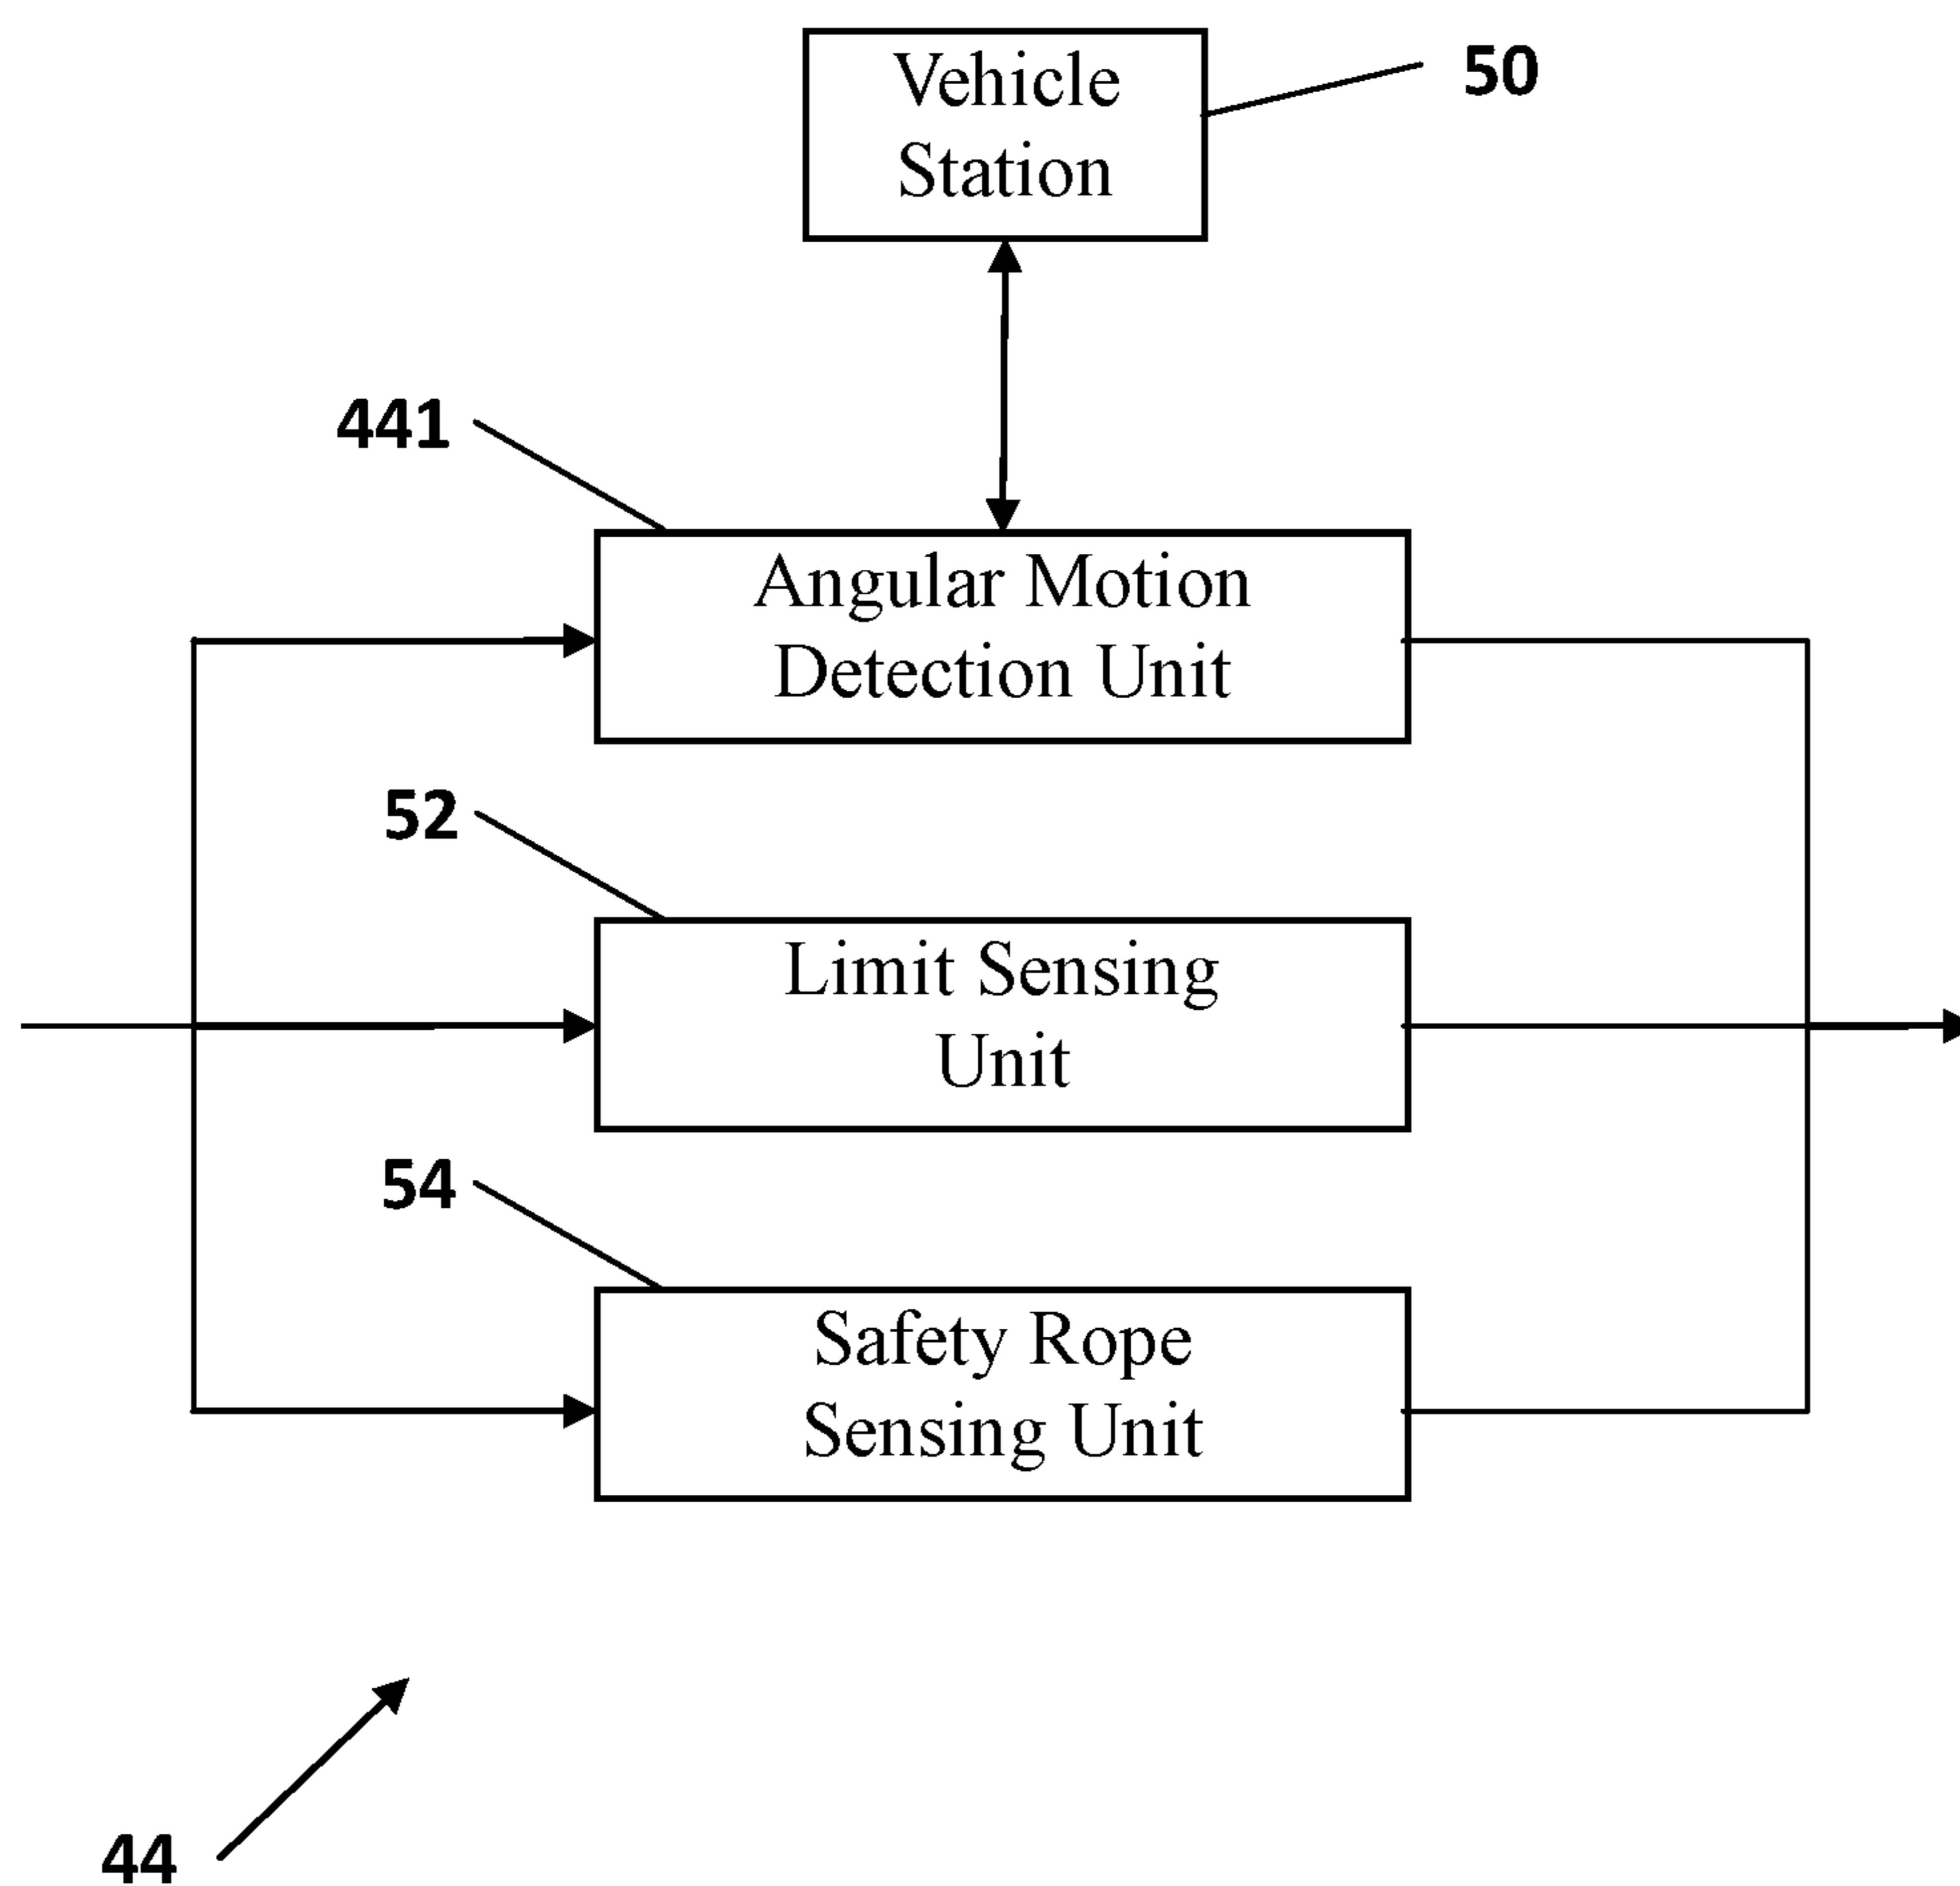 Vehicle
Station
50
441
Angular Motion
Detection Unit
52
Limit Sensing
Unit
54
Safety Rope
Sensing Unit
44